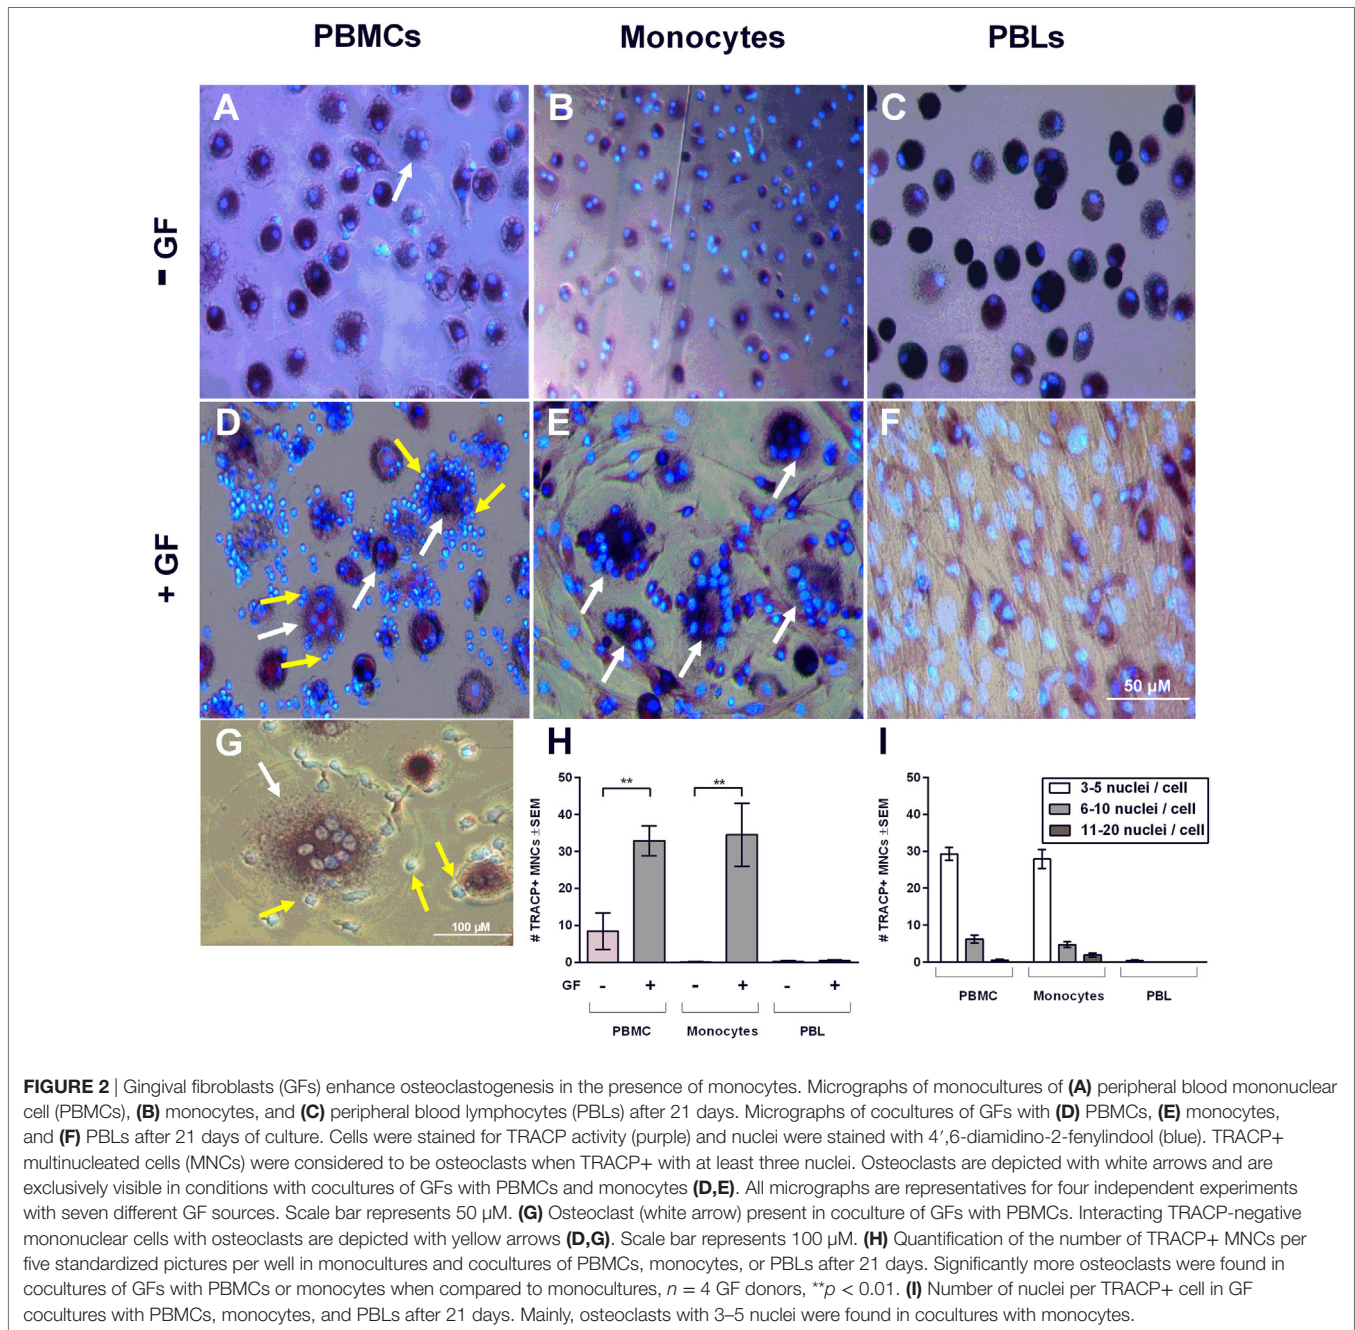 PBMCs Monocytes PBLs
A B C
- GF
D E F
+ GF
50 µM
G
100 µM
H
# TRACP+ MNCs ±SEM
50
40
30
20
10
0
** **
GF - + - + - +
PBMC Monocytes PBL
I
# TRACP+ MNCs ±SEM
50
40
30
20
10
0
3-5 nuclei / cell
6-10 nuclei / cell
11-20 nuclei / cell
PBMC Monocytes PBL
FIGURE 2 | Gingival fibroblasts (GFs) enhance osteoclastogenesis in the presence of monocytes. Micrographs of monocultures of (A) peripheral blood mononuclear
cell (PBMCs), (B) monocytes, and (C) peripheral blood lymphocytes (PBLs) after 21 days. Micrographs of cocultures of GFs with (D) PBMCs, (E) monocytes,
and (F) PBLs after 21 days of culture. Cells were stained for TRACP activity (purple) and nuclei were stained with 4′,6-diamidino-2-fenylindool (blue). TRACP+
multinucleated cells (MNCs) were considered to be osteoclasts when TRACP+ with at least three nuclei. Osteoclasts are depicted with white arrows and are
exclusively visible in conditions with cocultures of GFs with PBMCs and monocytes (D,E). All micrographs are representatives for four independent experiments
with seven different GF sources. Scale bar represents 50 µM. (G) Osteoclast (white arrow) present in coculture of GFs with PBMCs. Interacting TRACP-negative
mononuclear cells with osteoclasts are depicted with yellow arrows (D,G). Scale bar represents 100 µM. (H) Quantification of the number of TRACP+ MNCs per
five standardized pictures per well in monocultures and cocultures of PBMCs, monocytes, or PBLs after 21 days. Significantly more osteoclasts were found in
cocultures of GFs with PBMCs or monocytes when compared to monocultures, n = 4 GF donors, **p < 0.01. (I) Number of nuclei per TRACP+ cell in GF
cocultures with PBMCs, monocytes, and PBLs after 21 days. Mainly, osteoclasts with 3–5 nuclei were found in cocultures with monocytes.